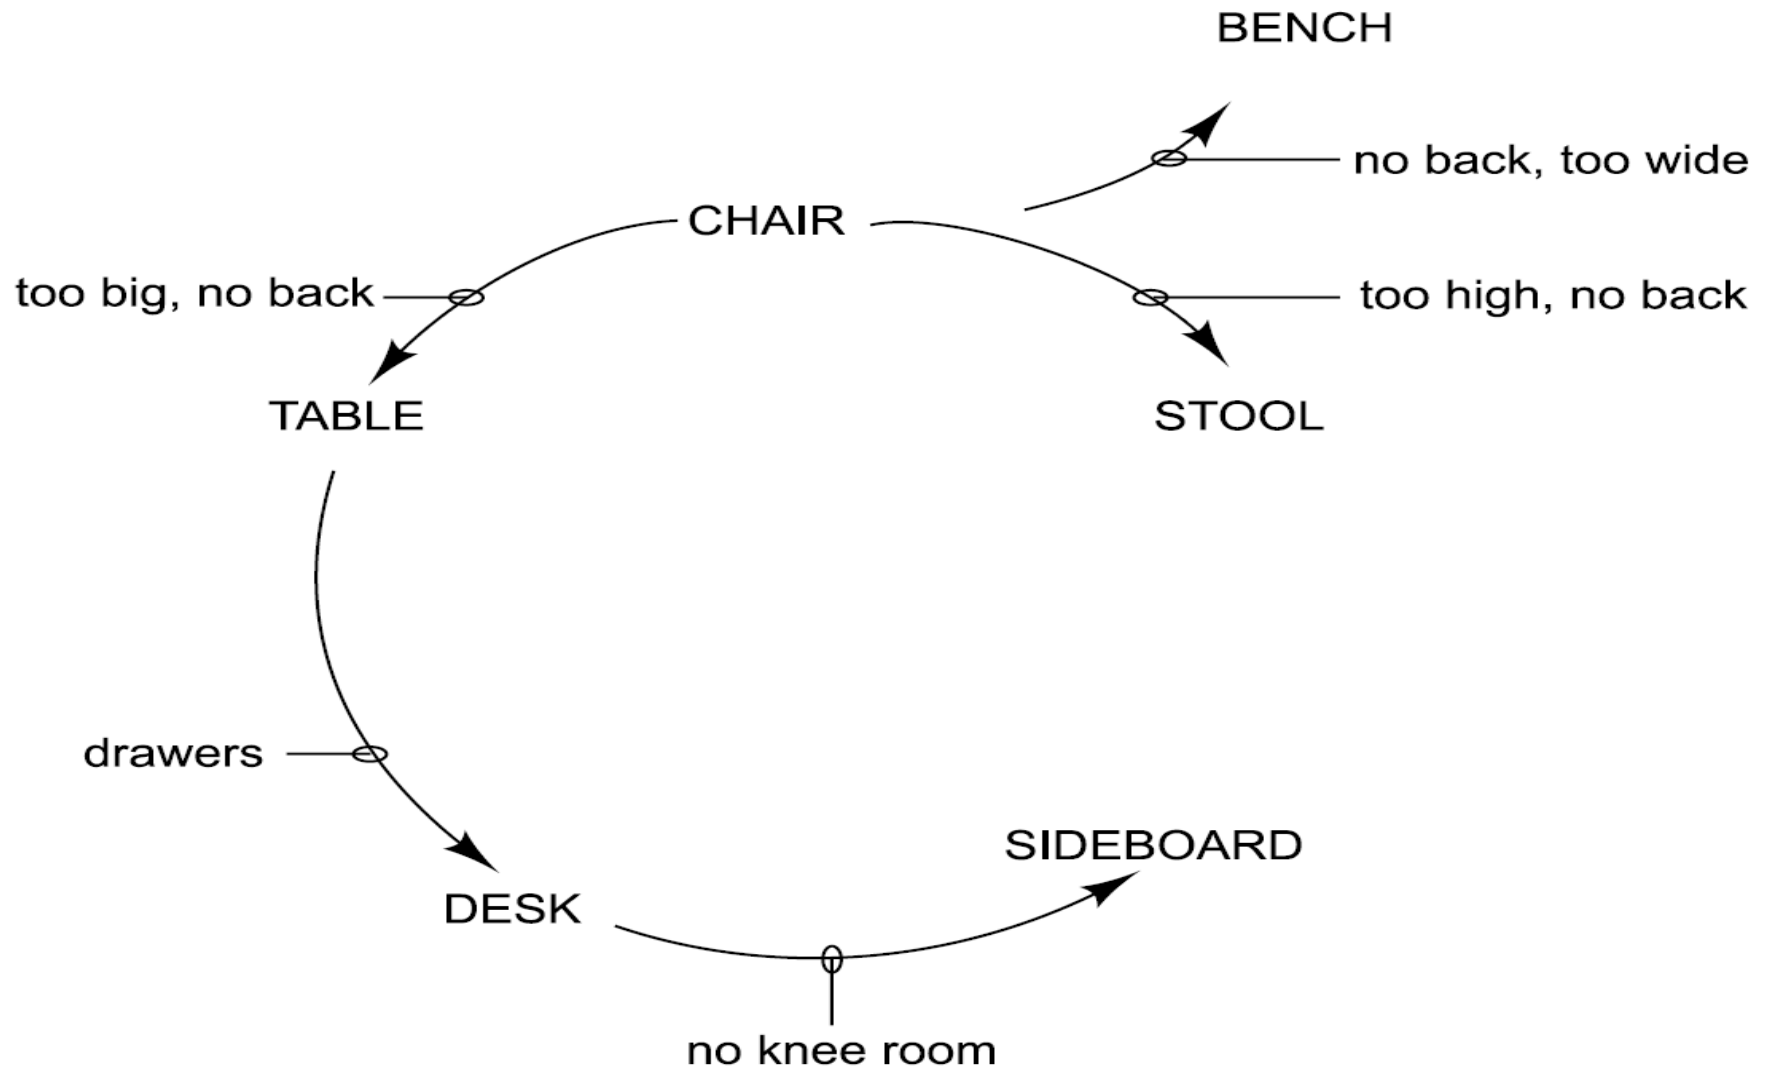 BENCH
no back, too wide
CHAIR
too big, no back
too high, no back
TABLE
STOOL
drawers
SIDEBOARD
DESK
no knee room